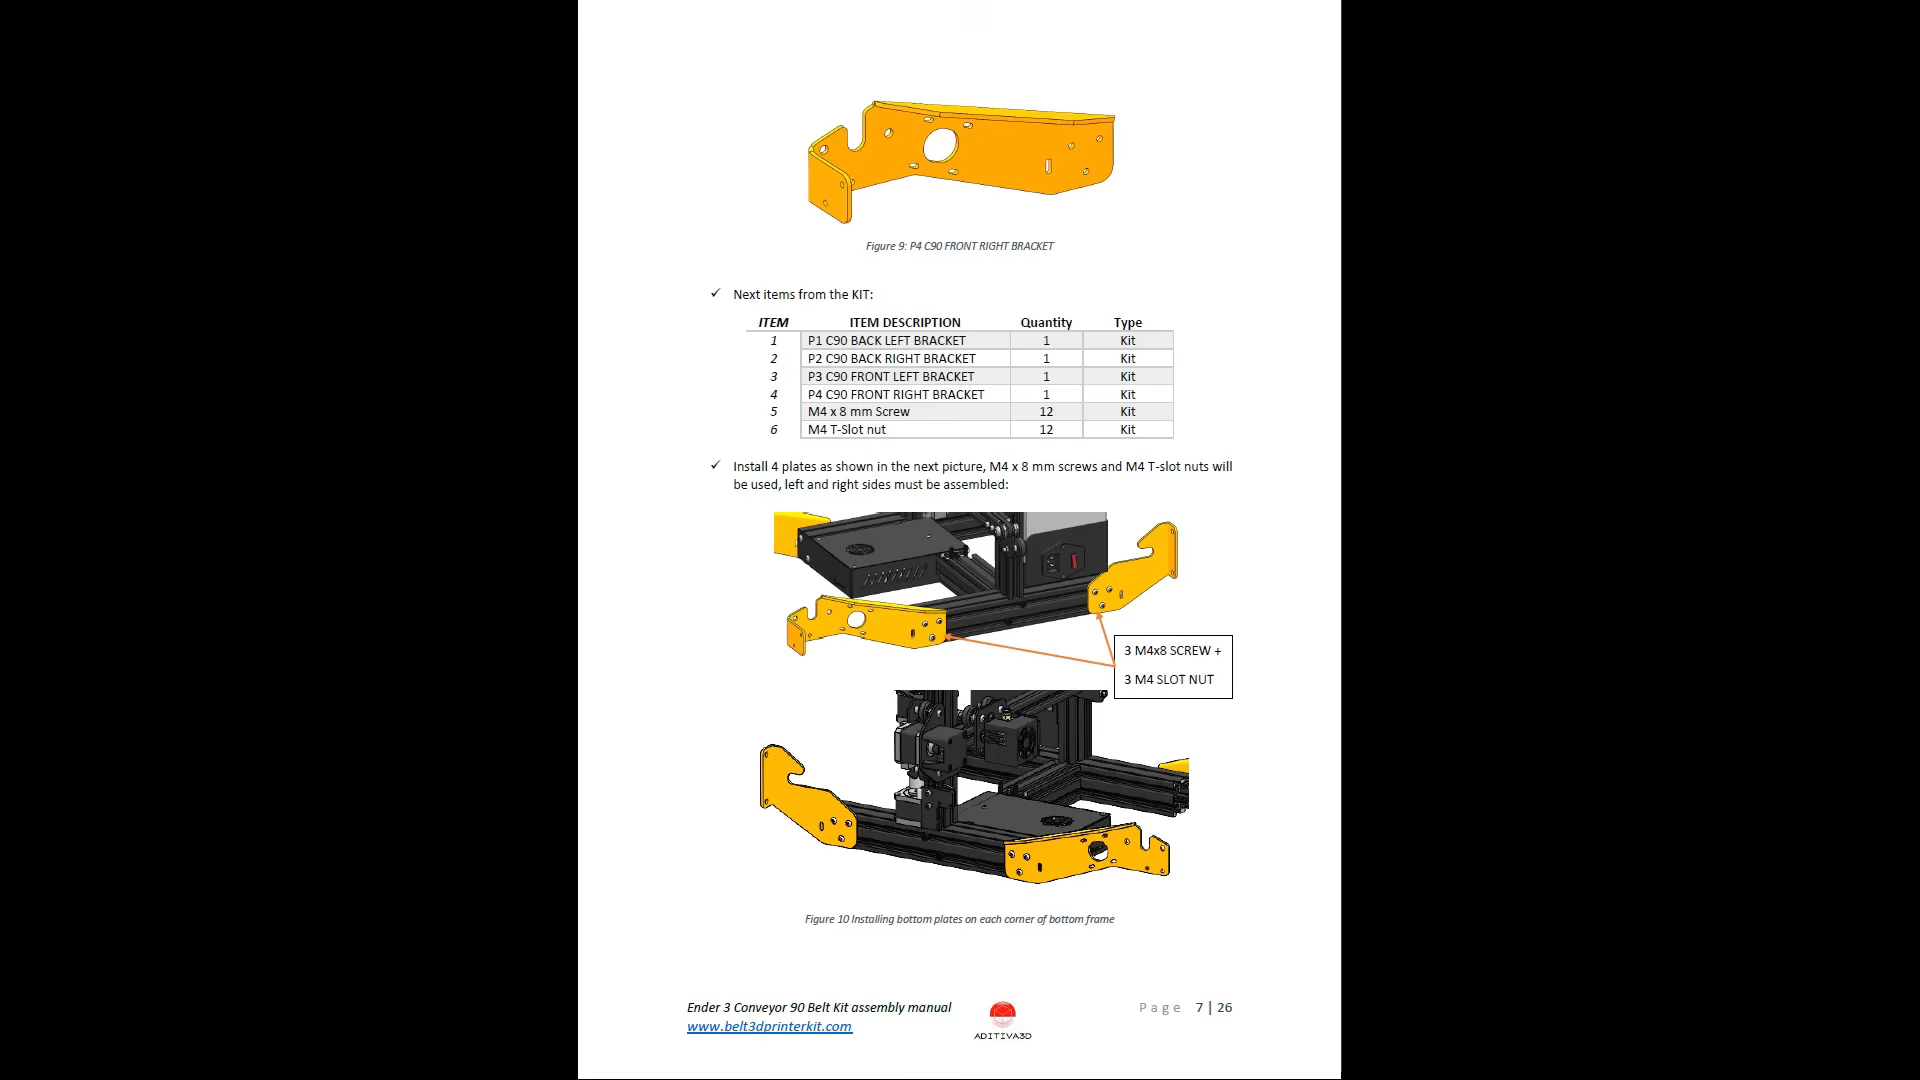 Figure 9: P4 C90 FRONT RIGHT BRACKET
✓ Next items from the KIT:
ITEM ITEM DESCRIPTION Quantity Type
1 P1 C90 BACK LEFT BRACKET 1 Kit
2 P2 C90 BACK RIGHT BRACKET 1 Kit
3 P3 C90 FRONT LEFT BRACKET 1 Kit
4 P4 C90 FRONT RIGHT BRACKET 1 Kit
5 M4 x 8 mm Screw 12 Kit
6 M4 T-Slot nut 12 Kit
✓ Install 4 plates as shown in the next picture, M4 x 8 mm screws and M4 T-slot nuts will
be used, left and right sides must be assembled:
3 M4x8 SCREW +
3 M4 SLOT NUT
Figure 10 Installing bottom plates on each corner of bottom frame
Ender 3 Conveyor 90 Belt Kit assembly manual
www.belt3dprinterkit.com
ADITIVA3D
Page 7 | 26